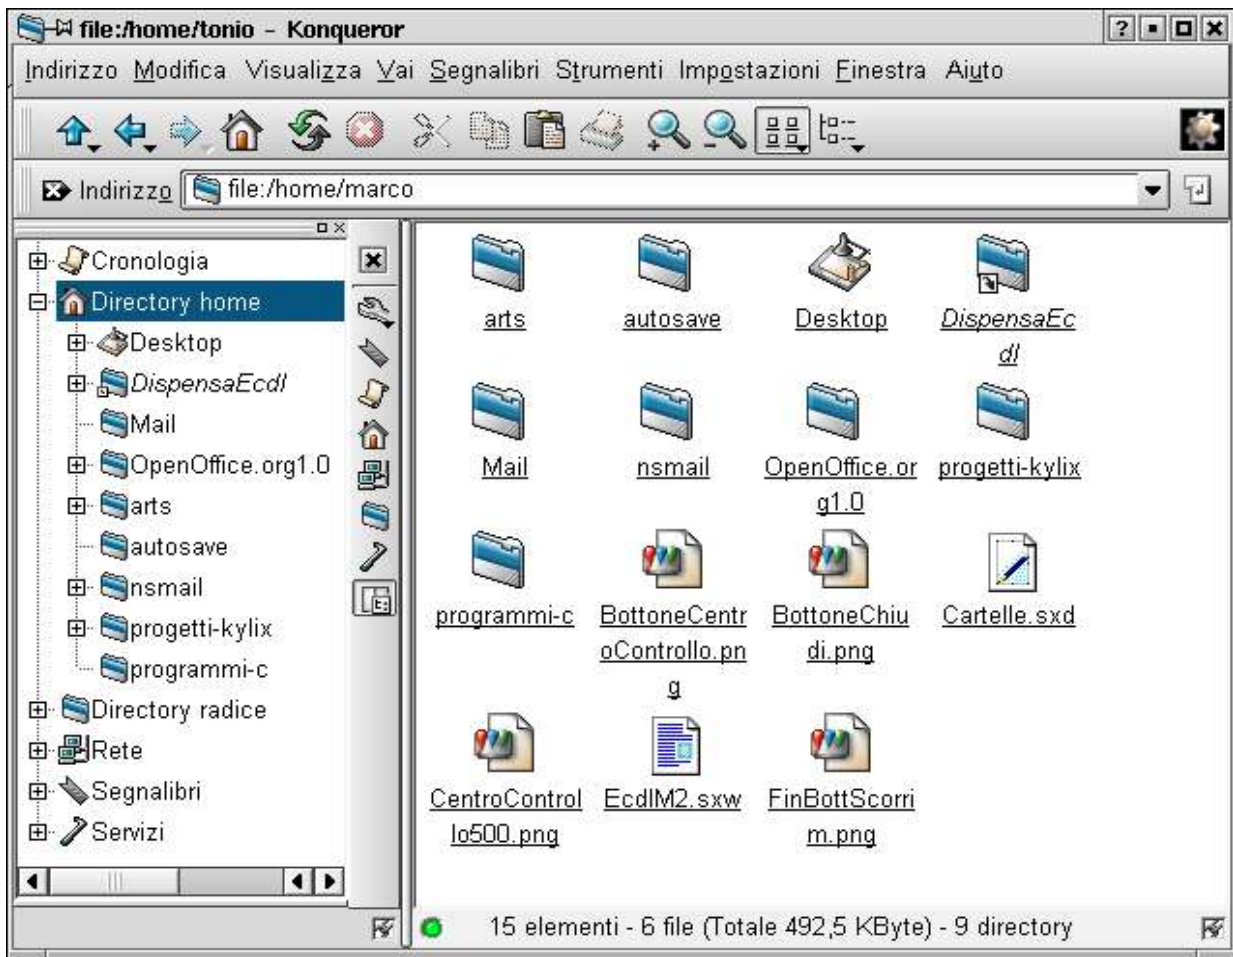 file:/home/tonio - Konqueror
Indirizzo Modifica Visualizza Vai Segnalibri Strumenti Impostazioni Finestra Aiuto
Indirizzo file:/home/marco
Cronologia
Directory home
Desktop
DispensaEcdl
Mail
OpenOffice.org1.0
arts
autosave
nsmail
progetti-kylix
programmi-c
Directory radice
Rete
Segnalibri
Servizi
arts
autosave
Desktop
DispensaEc
dl
Mail
nsmail
OpenOffice.or
g1.0
progetti-kylix
programmi-c
BottoneCentr
oControllo.pn
g
BottoneChiu
di.png
Cartelle.sxd
CentroControl
lo500.png
EcdlM2.sxw
FinBottScorri
m.png
15 elementi - 6 file (Totale 492,5 KByte) - 9 directory